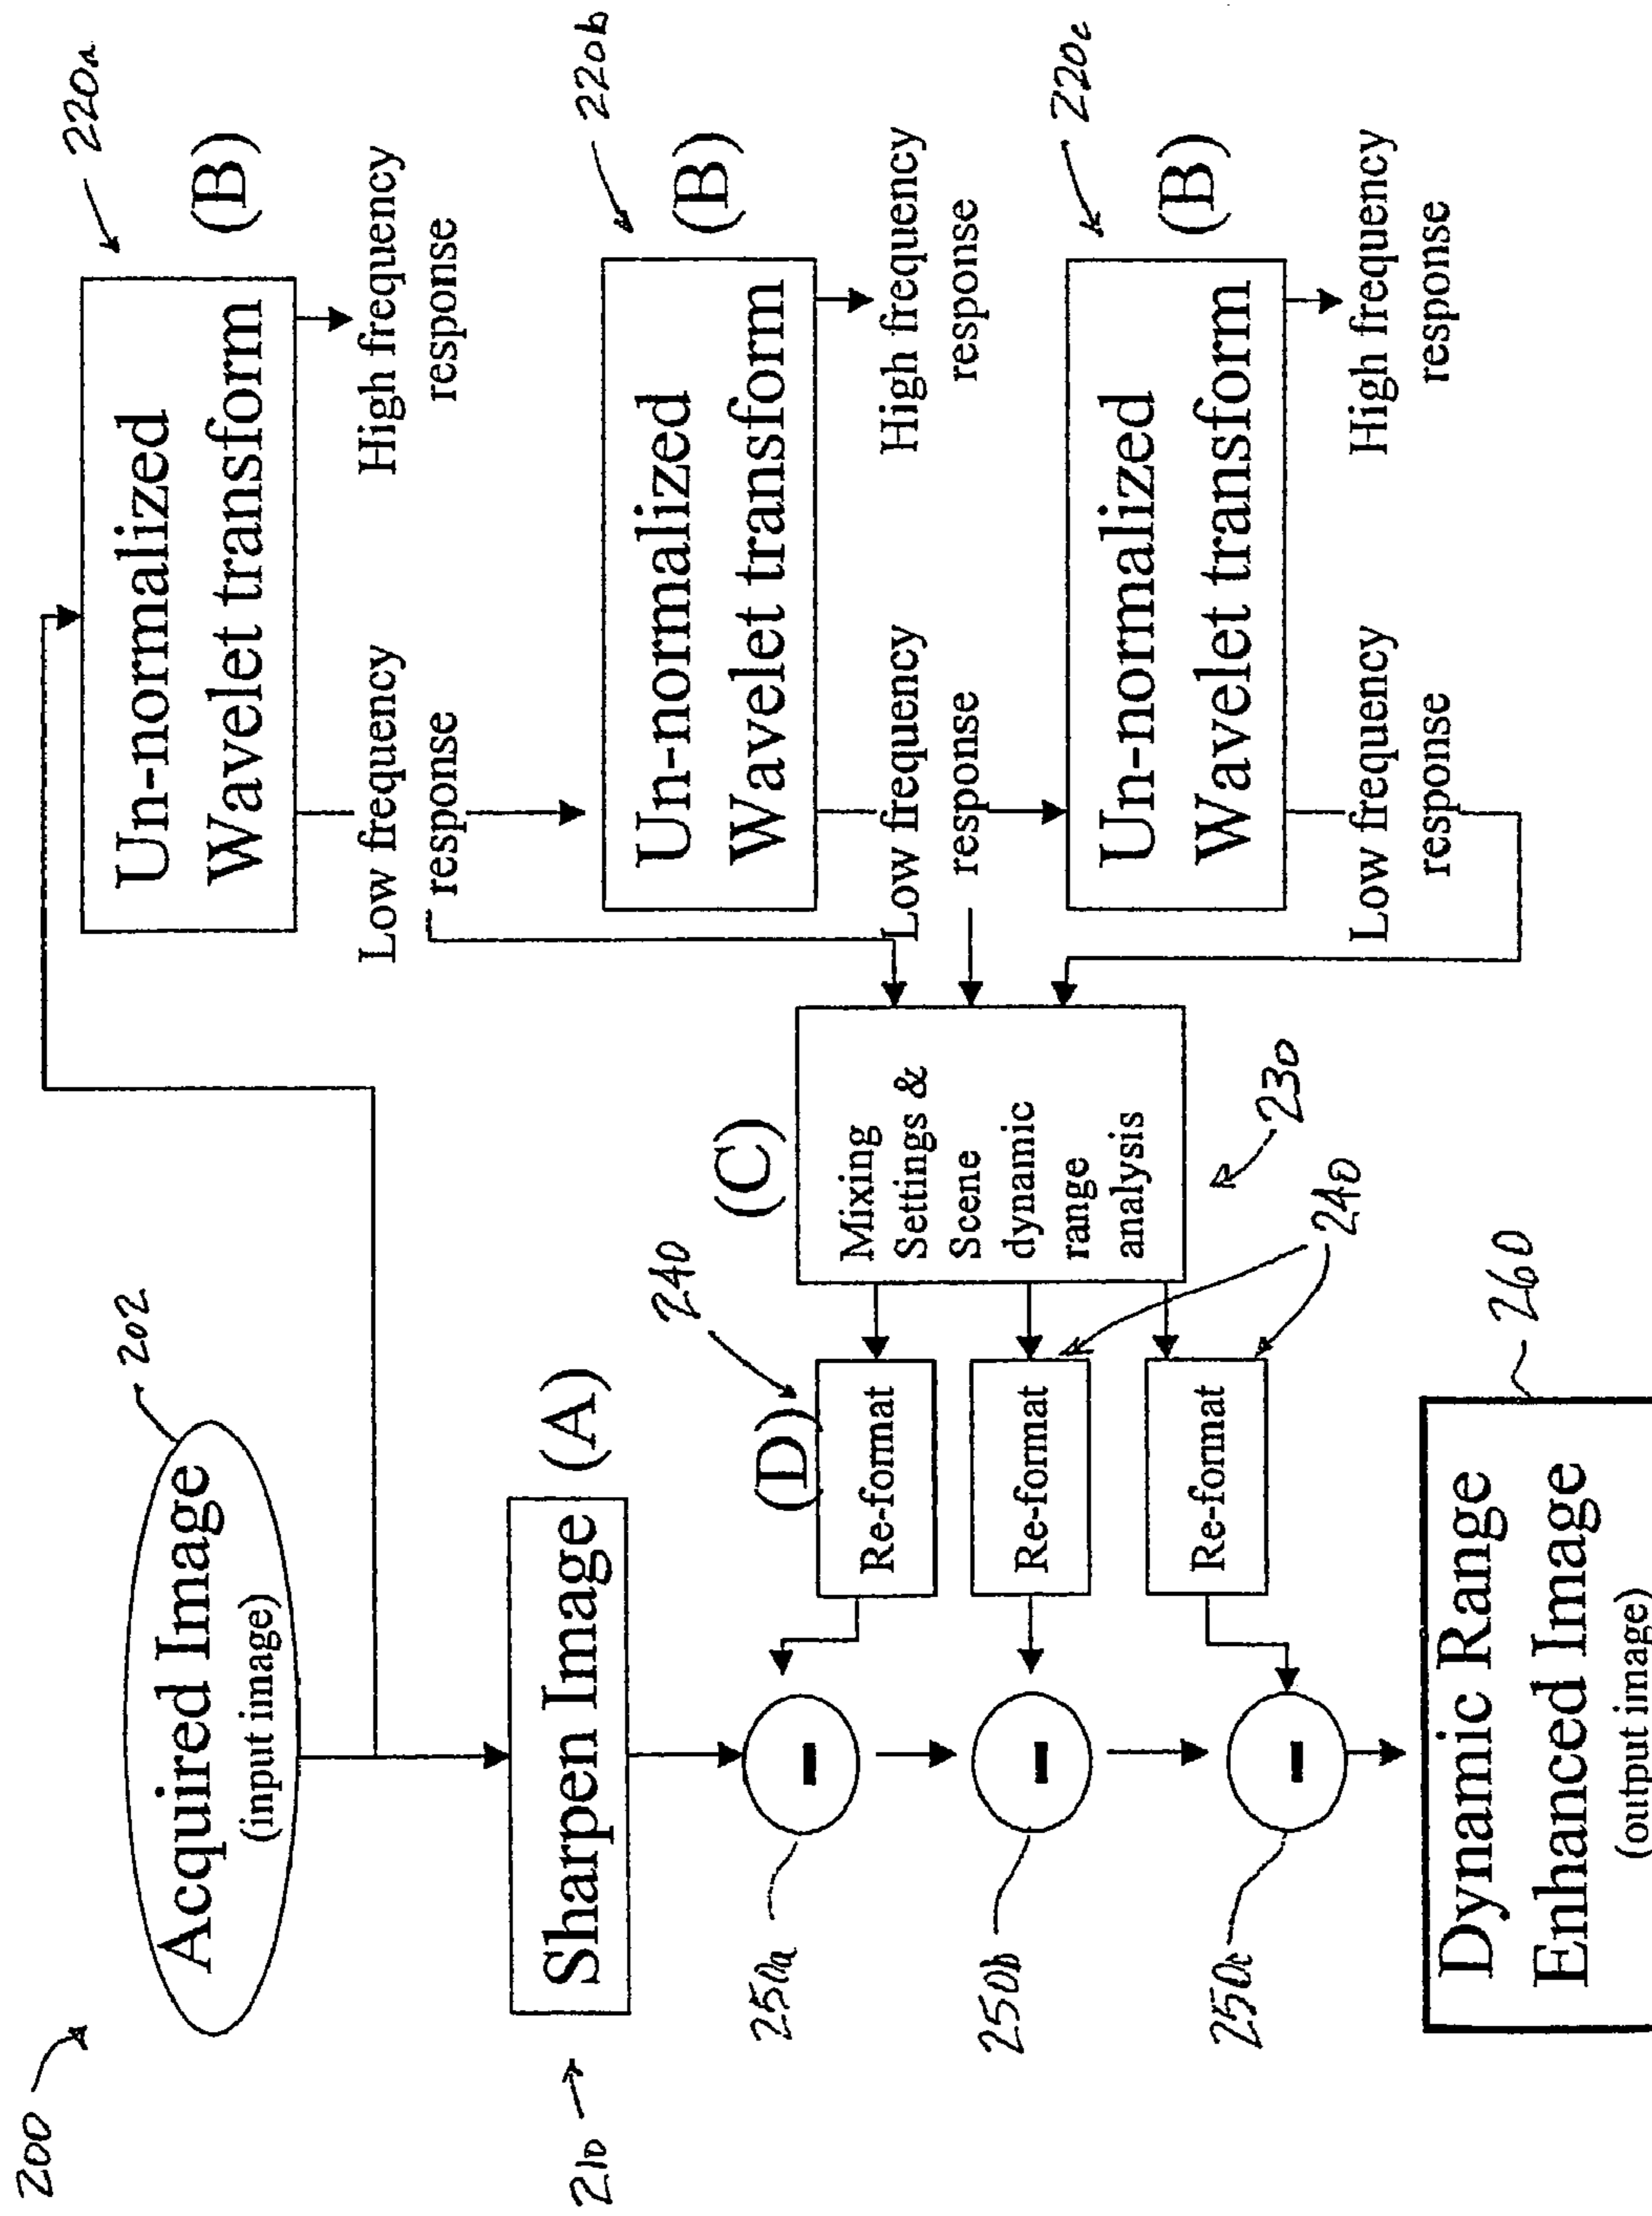 200
Acquired Image
(input image)
202
210
Sharpen Image
(A)
220a
Un-normalized
Wavelet transform
(B)
Low frequency
response
High frequency
response
220b
Un-normalized
Wavelet transform
(B)
Low frequency
response
High frequency
response
220c
Un-normalized
Wavelet transform
(B)
Low frequency
response
High frequency
response
(C)
Mixing
Settings &
Scene
dynamic
range
analysis
230
240
(D)
Re-format
Re-format
Re-format
240
250a
-
250b
-
250c
-
Dynamic Range
Enhanced Image
(output image)
260